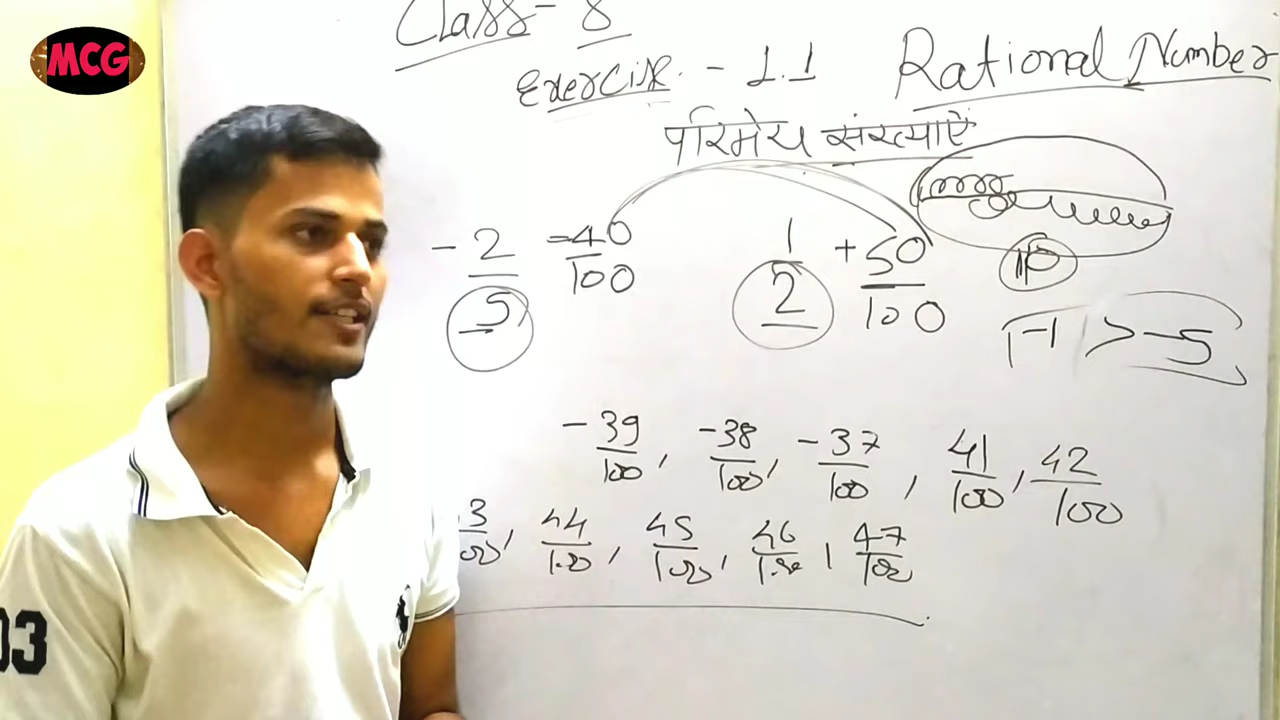 MCG
Class- 8
Exercise. - 1.1 Rational Number
परिमेय संख्याएँ
-2/5 = -40/100 1/2 + 50/100
10
-1 > -5
-39/100, -38/100, -37/100, 41/100, 42/100
3/00, 44/100, 45/100, 46/100, 47/100
03